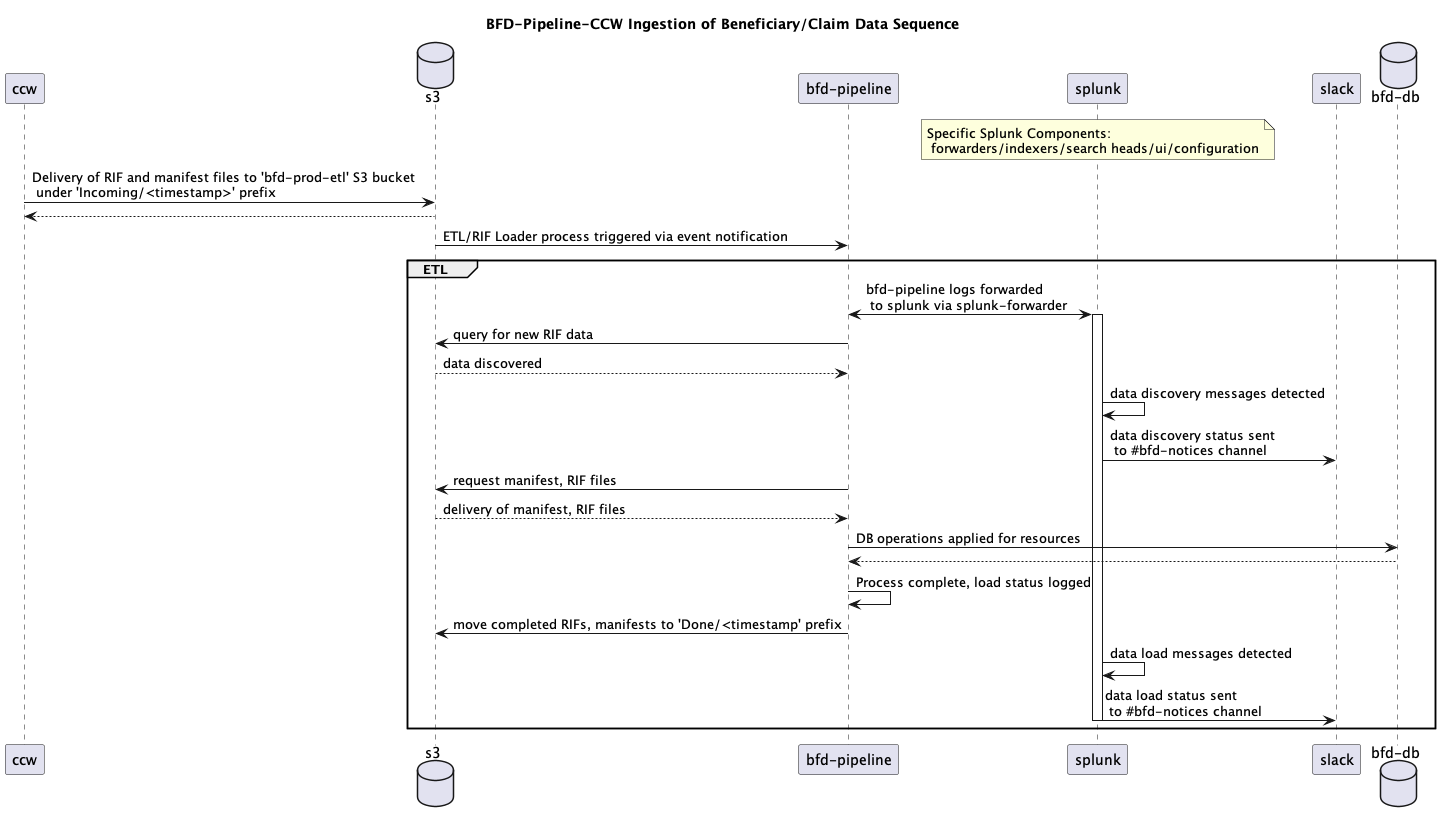 BFD-Pipeline-CCW Ingestion of Beneficiary/Claim Data Sequence
ccw
s3
bfd-pipeline
splunk
slack
bfd-db
Specific Splunk Components:
forwarders/indexers/search heads/ui/configuration
Delivery of RIF and manifest files to 'bfd-prod-etl' S3 bucket
under 'Incoming/<timestamp>' prefix
ETL/RIF Loader process triggered via event notification
ETL
bfd-pipeline logs forwarded
to splunk via splunk-forwarder
query for new RIF data
data discovered
data discovery messages detected
data discovery status sent
to #bfd-notices channel
request manifest, RIF files
delivery of manifest, RIF files
DB operations applied for resources
Process complete, load status logged
move completed RIFs, manifests to 'Done/<timestamp' prefix
data load messages detected
data load status sent
to #bfd-notices channel
ccw
s3
bfd-pipeline
splunk
slack
bfd-db